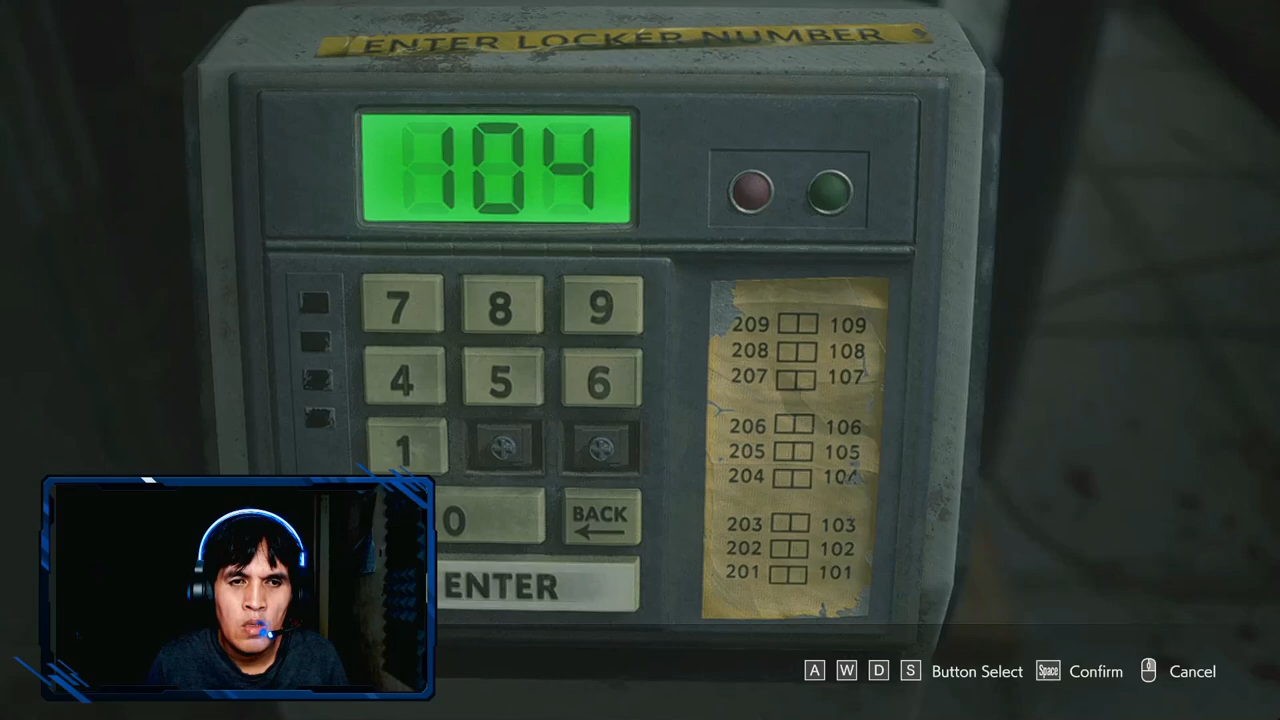 ENTER LOCKER NUMBER
104
7 8 9
4 5 6
1
0 BACK
ENTER
209 109
208 108
207 107
206 106
205 105
204 104
203 103
202 102
201 101
A W D S Button Select Space Confirm Cancel